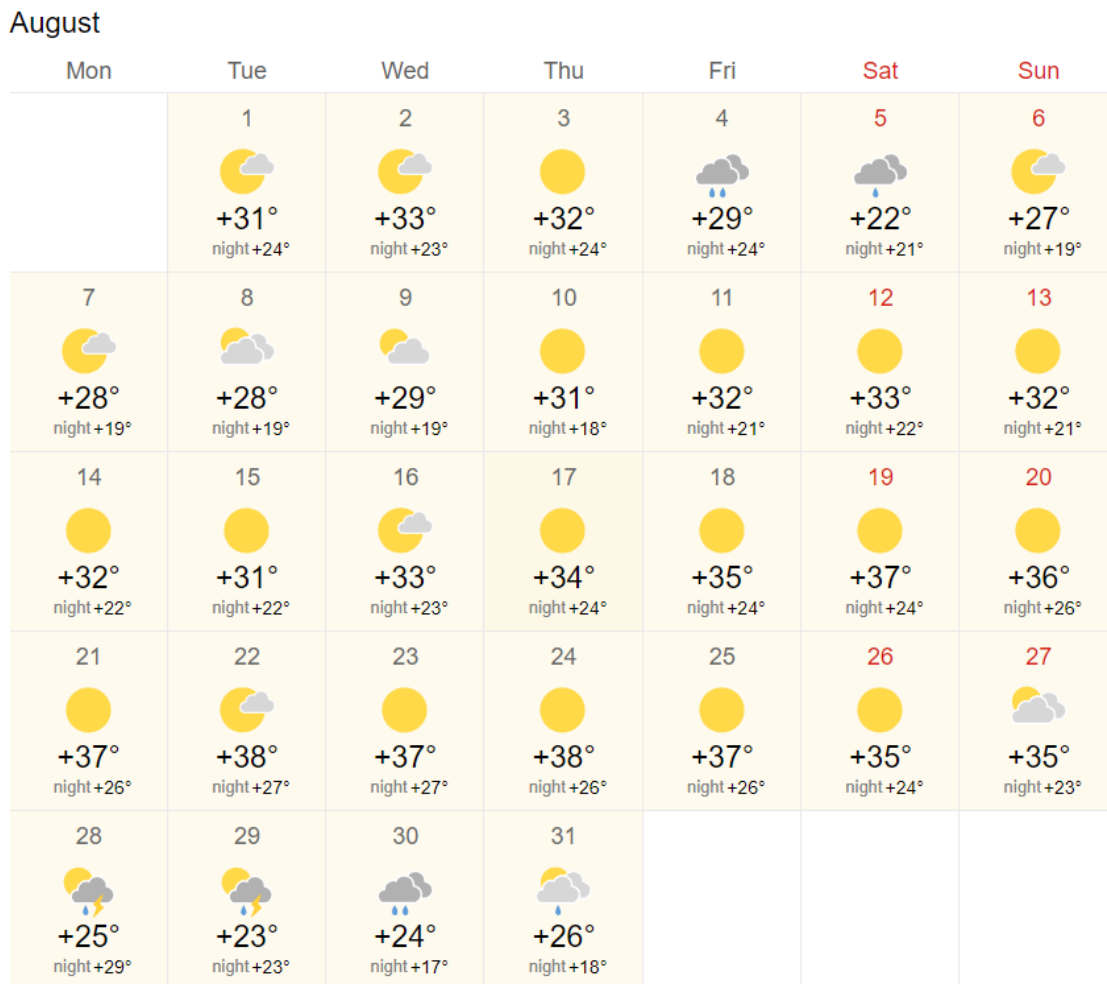 August
Mon Tue Wed Thu Fri Sat Sun
1 2 3 4 5 6
+31° +33° +32° +29° +22° +27°
night +24° night +23° night +24° night +24° night +21° night +19°
7 8 9 10 11 12 13
+28° +28° +29° +31° +32° +33° +32°
night +19° night +19° night +19° night +18° night +21° night +22° night +21°
14 15 16 17 18 19 20
+32° +31° +33° +34° +35° +37° +36°
night +22° night +22° night +23° night +24° night +24° night +24° night +26°
21 22 23 24 25 26 27
+37° +38° +37° +38° +37° +35° +35°
night +26° night +27° night +27° night +26° night +26° night +24° night +23°
28 29 30 31
+25° +23° +24° +26°
night +29° night +23° night +17° night +18°